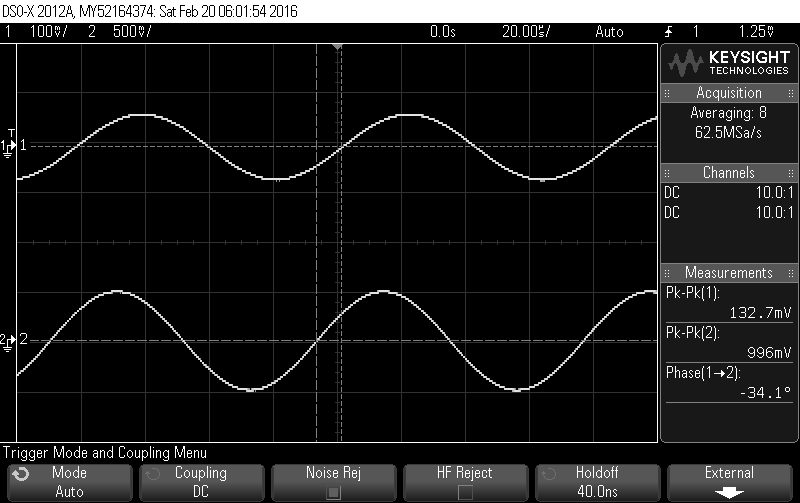 DSO-X 2012A, MY52164374: Sat Feb 20 06:01:54 2016
1 100mV/ 2 500mV/ 0.0s 20.00us/ Auto 1 1.25V
KEYSIGHT
TECHNOLOGIES
Acquisition
Averaging: 8
62.5MSa/s
Channels
DC 10.0:1
DC 10.0:1
T
1 1
2 2
Measurements
Pk-Pk(1):
132.7mV
Pk-Pk(2):
996mV
Phase(1→2):
-34.1°
Trigger Mode and Coupling Menu
Mode Coupling Noise Rej HF Reject Holdoff External
Auto DC 40.0ns